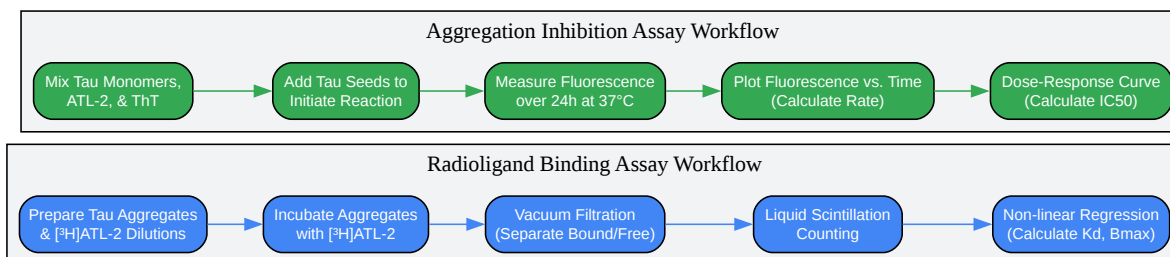 Aggregation Inhibition Assay Workflow
Mix Tau Monomers,
ATL-2, & ThT
Add Tau Seeds to
Initiate Reaction
Measure Fluorescence
over 24h at 37°C
Plot Fluorescence vs. Time
(Calculate Rate)
Dose-Response Curve
(Calculate IC50)
Radioligand Binding Assay Workflow
Prepare Tau Aggregates
& [³H]ATL-2 Dilutions
Incubate Aggregates
with [³H]ATL-2
Vacuum Filtration
(Separate Bound/Free)
Liquid Scintillation
Counting
Non-linear Regression
(Calculate Kd, Bmax)